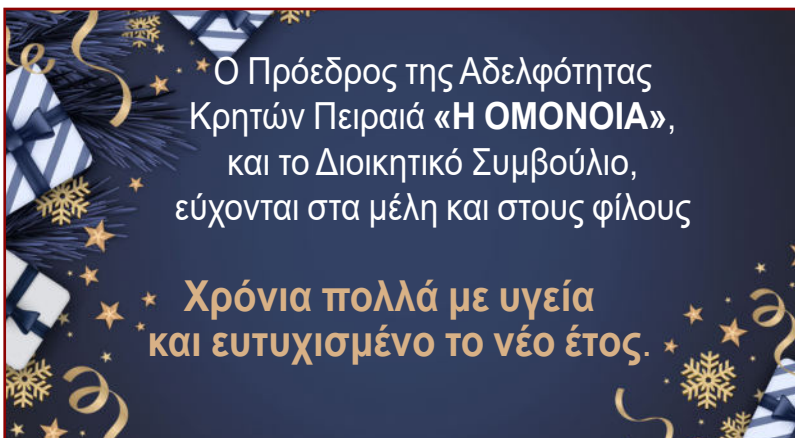 Ο Πρόεδρος της Αδελφότητας
Κρητών Πειραιά «Η ΟΜΟΝΟΙΑ»,
και το Διοικητικό Συμβούλιο,
εύχονται στα μέλη και στους φίλους
Χρόνια πολλά με υγεία
και ευτυχισμένο το νέο έτος.